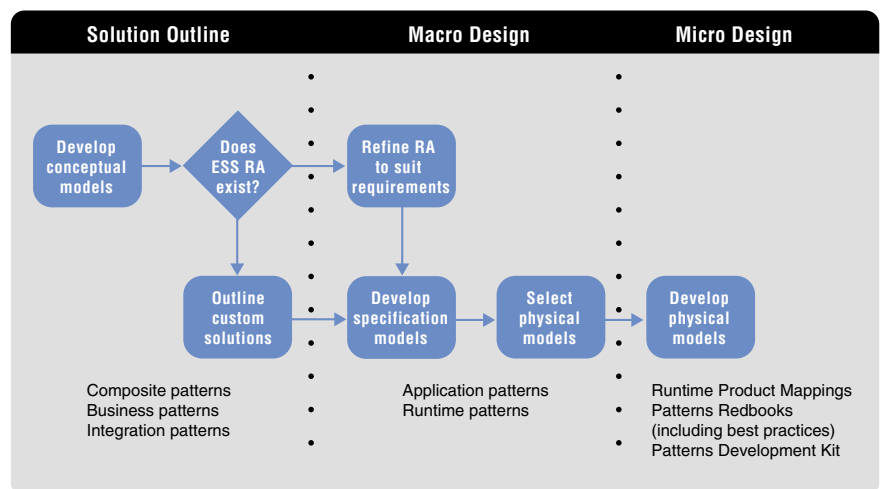 Solution Outline
Macro Design
Micro Design
Develop
conceptual
models
Does
ESS RA
exist?
Refine RA
to suit
requirements
Outline
custom
solutions
Develop
specification
models
Select
physical
models
Develop
physical
models
Composite patterns
Business patterns
Integration patterns
Application patterns
Runtime patterns
Runtime Product Mappings
Patterns Redbooks
(including best practices)
Patterns Development Kit